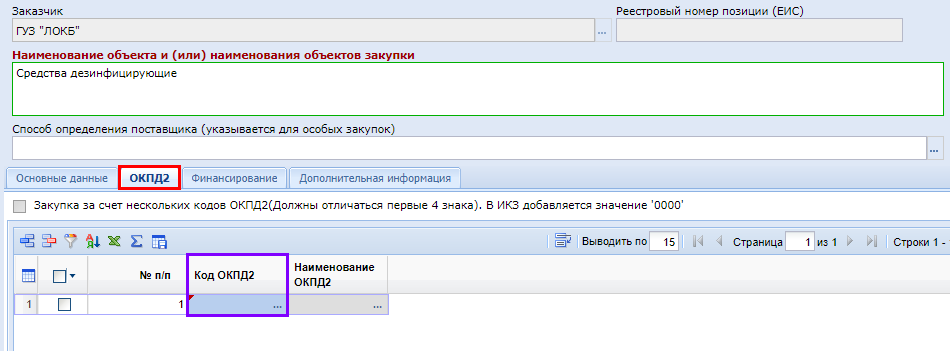 Заказчик
Реестровый номер позиции (ЕИС)
ГУЗ "ЛОКБ"
...
Наименование объекта и (или) наименования объектов закупки
Средства дезинфицирующие
Способ определения поставщика (указывается для особых закупок)
...
Основные данные ОКПД2 Финансирование Дополнительная информация
Закупка за счет нескольких кодов ОКПД2(Должны отличаться первые 4 знака). В ИКЗ добавляется значение '0000'
Выводить по 15 Страница 1 из 1 Строки 1 -
№ п/п Код ОКПД2 Наименование
ОКПД2
1 1 ... ...